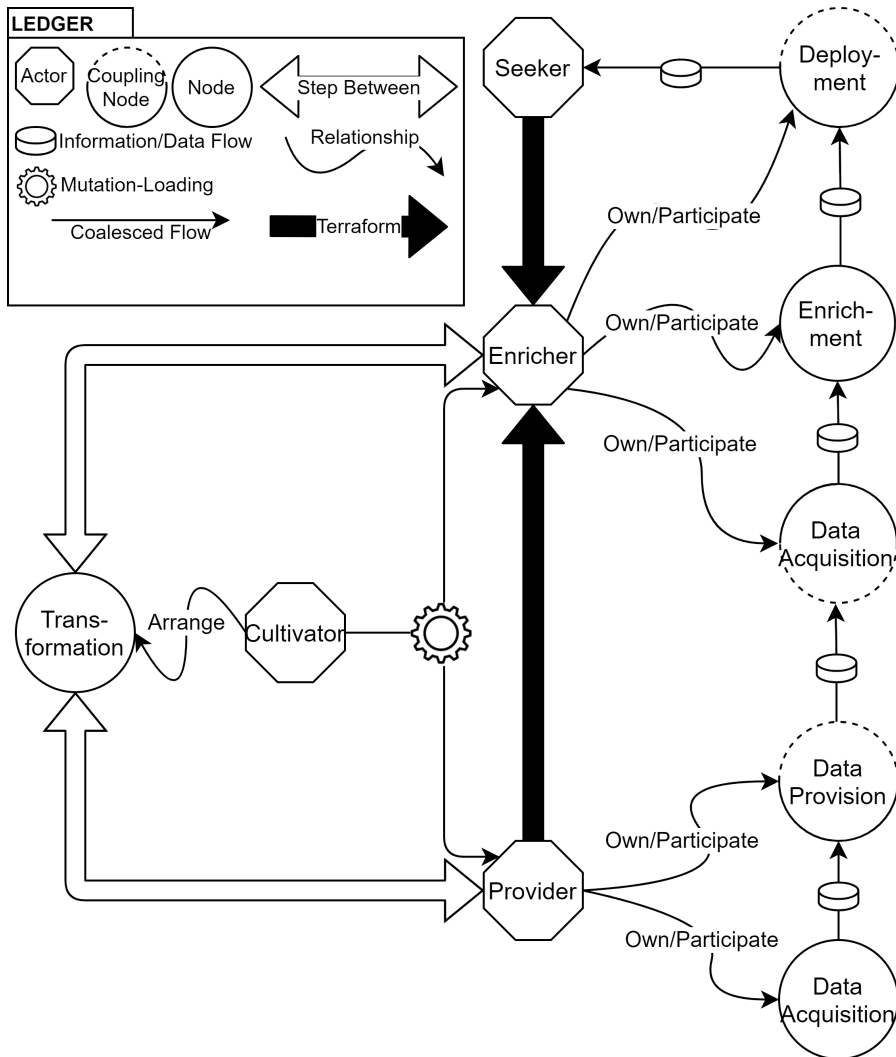 LEDGER
Actor
Coupling
Node
Node
Step Between
Information/Data Flow
Relationship
Mutation-Loading
Coalesced Flow
Terraform
Seeker
Deploy-
ment
Own/Participate
Enricher
Own/Participate
Enrich-
ment
Own/Participate
Data
Acquisition
Trans-
formation
Arrange
Cultivator
Data
Provision
Own/Participate
Provider
Own/Participate
Data
Acquisition